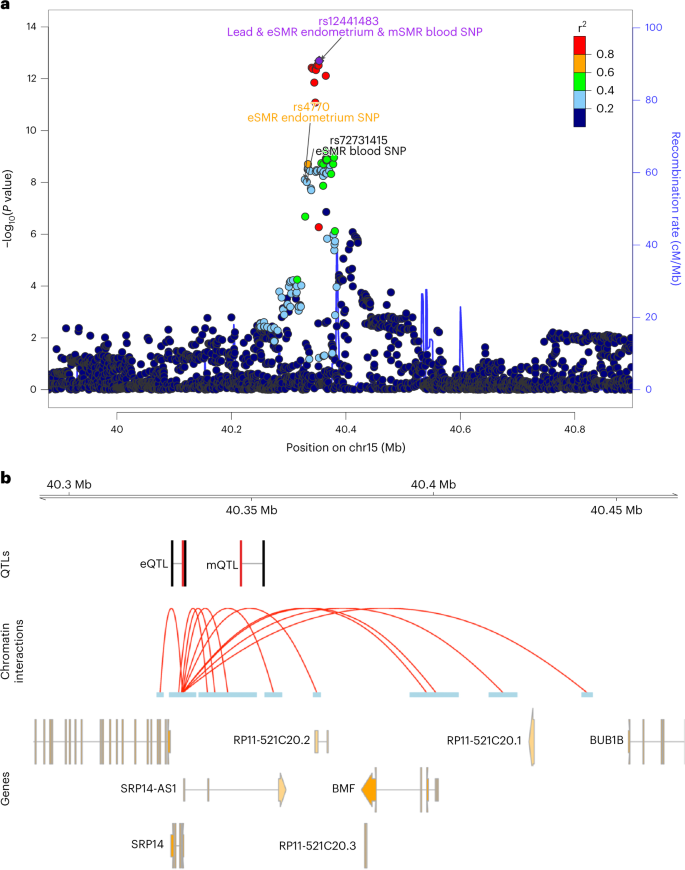 a
rs12441483
Lead & eSMR endometrium & mSMR blood SNP
rs4770
eSMR endometrium SNP
rs72731415
eSMR blood SNP
r2
0.8
0.6
0.4
0.2
14
12
10
8
6
4
2
0
–log10(P value)
100
80
60
40
20
0
Recombination rate (cM/Mb)
40
40.2
40.4
40.6
40.8
Position on chr15 (Mb)
b
40.3 Mb
40.4 Mb
40.35 Mb
40.45 Mb
QTLs
eQTL
mQTL
Chromatin
interactions
Genes
RP11-521C20.2
RP11-521C20.1
BUB1B
SRP14-AS1
BMF
SRP14
RP11-521C20.3